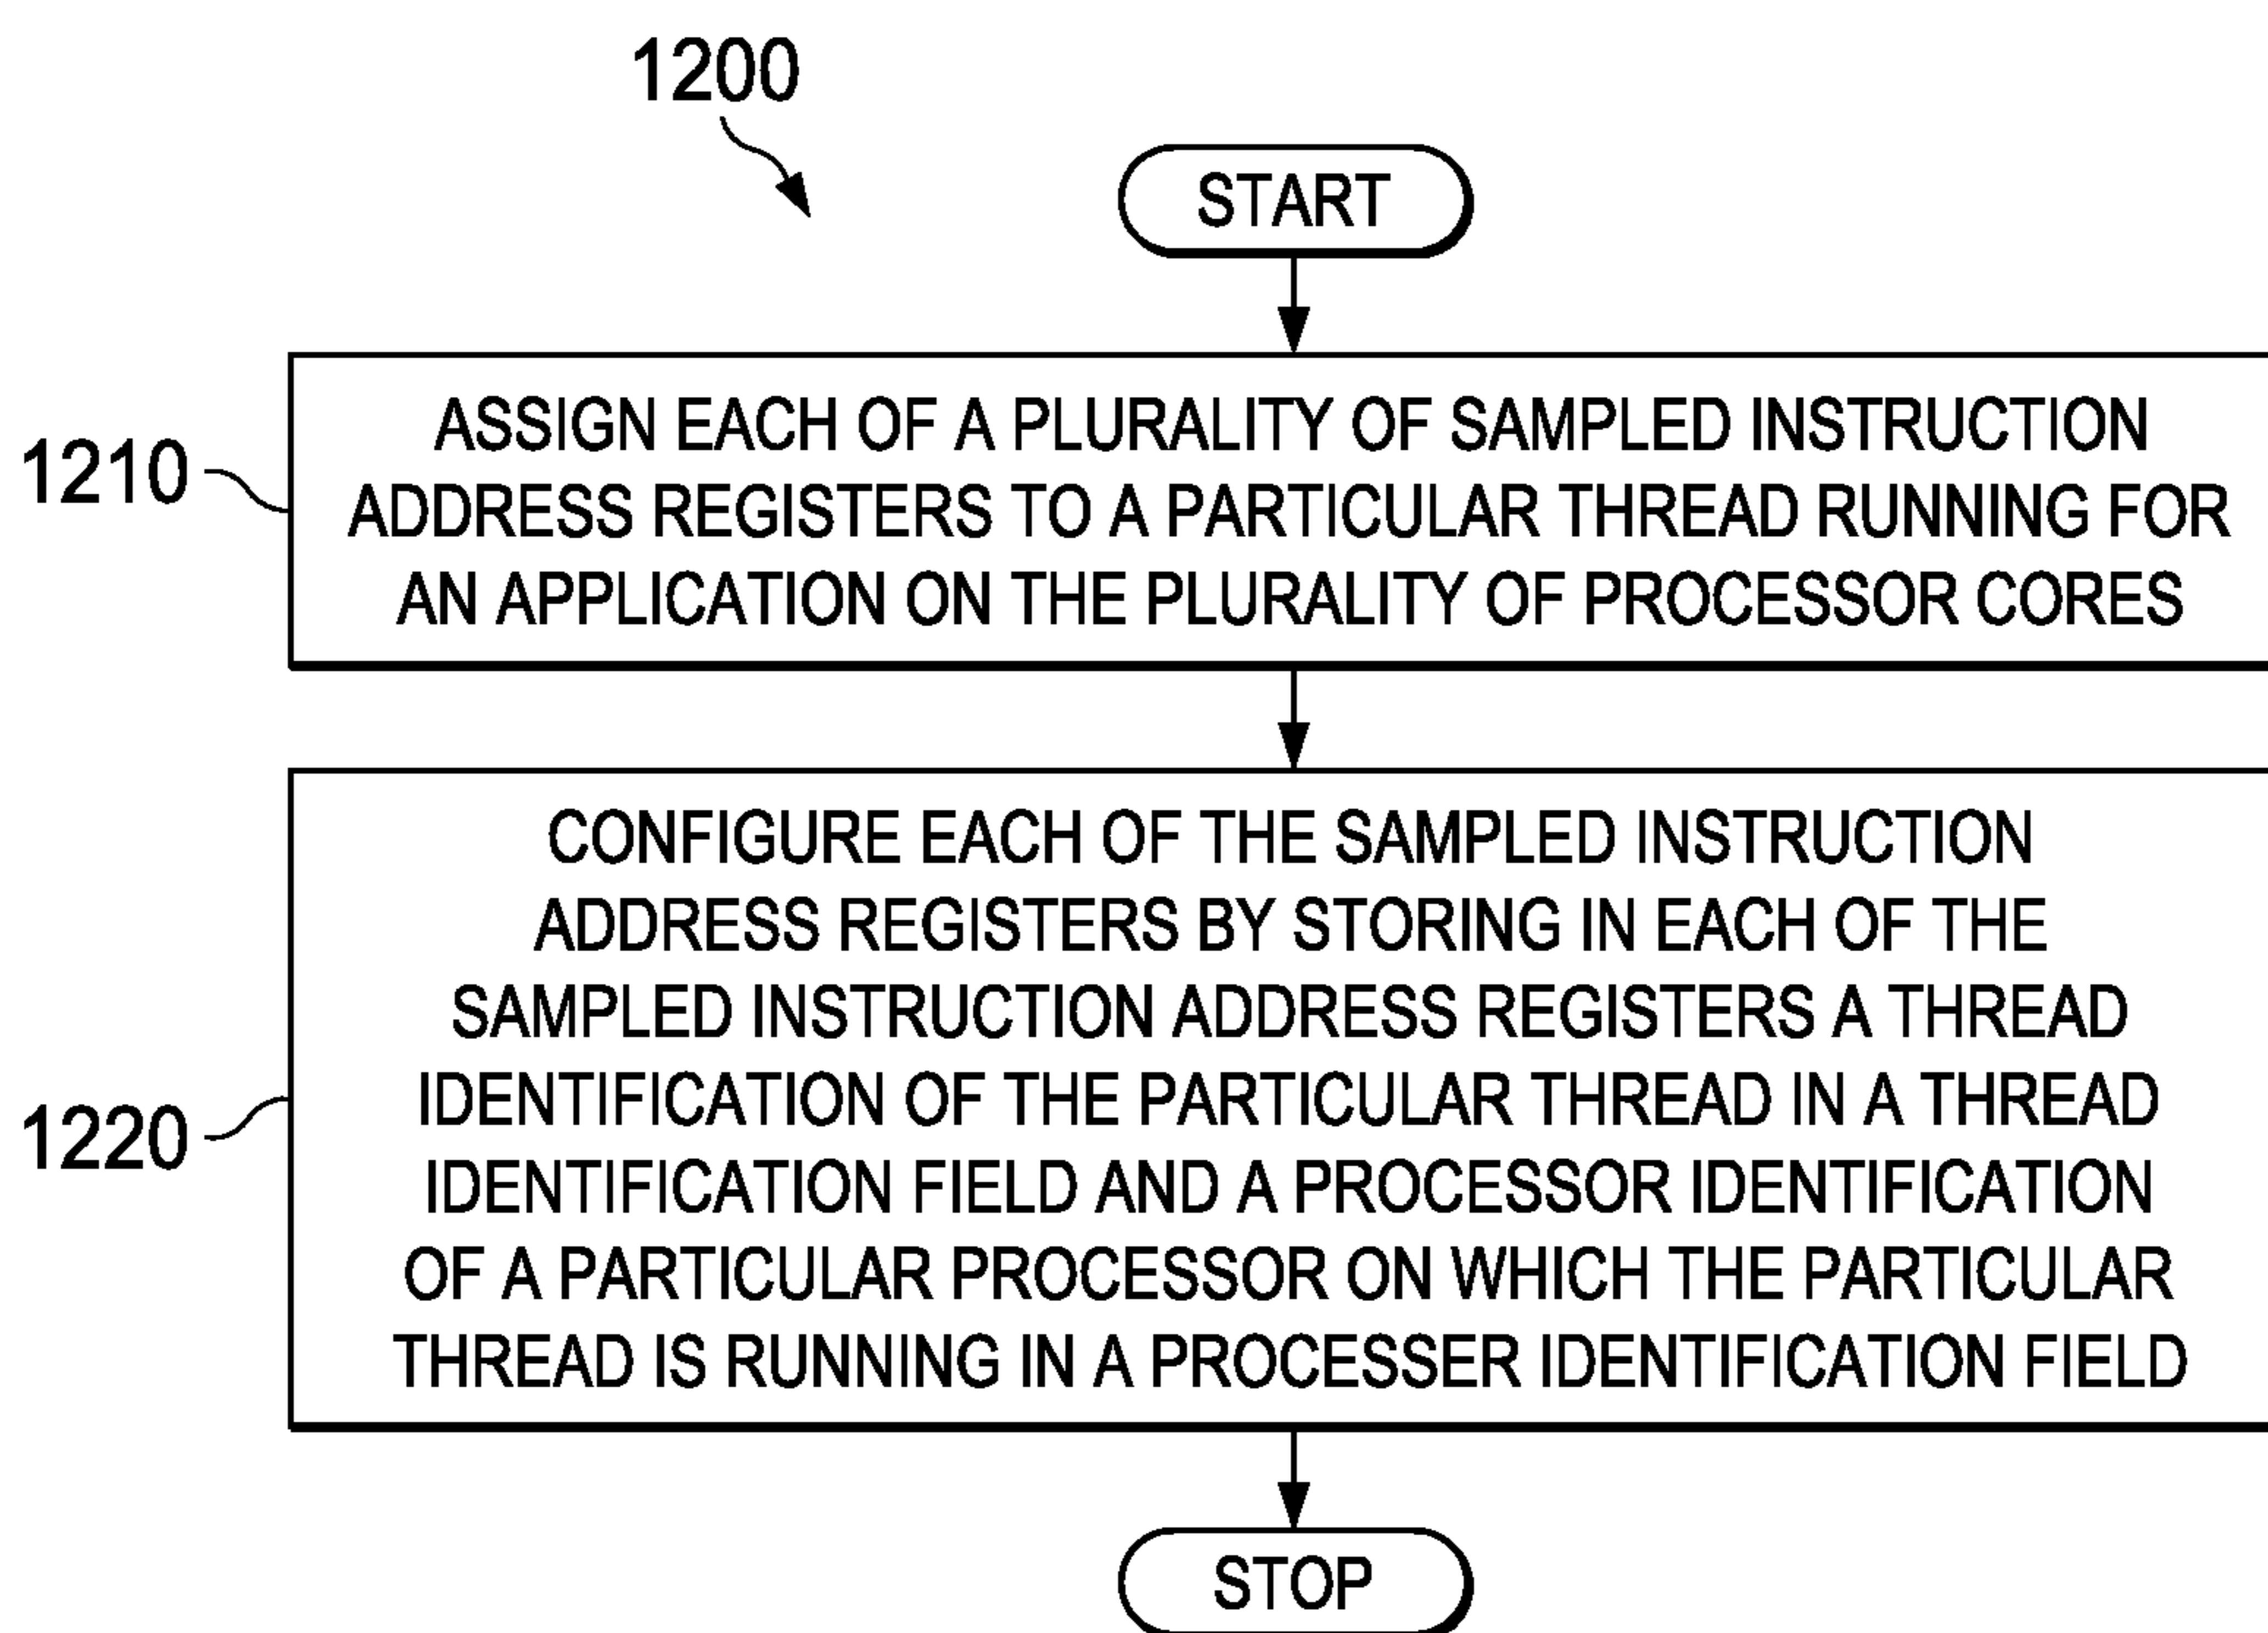 1200
START
1210
ASSIGN EACH OF A PLURALITY OF SAMPLED INSTRUCTION
ADDRESS REGISTERS TO A PARTICULAR THREAD RUNNING FOR
AN APPLICATION ON THE PLURALITY OF PROCESSOR CORES
1220
CONFIGURE EACH OF THE SAMPLED INSTRUCTION
ADDRESS REGISTERS BY STORING IN EACH OF THE
SAMPLED INSTRUCTION ADDRESS REGISTERS A THREAD
IDENTIFICATION OF THE PARTICULAR THREAD IN A THREAD
IDENTIFICATION FIELD AND A PROCESSOR IDENTIFICATION
OF A PARTICULAR PROCESSOR ON WHICH THE PARTICULAR
THREAD IS RUNNING IN A PROCESSER IDENTIFICATION FIELD
STOP